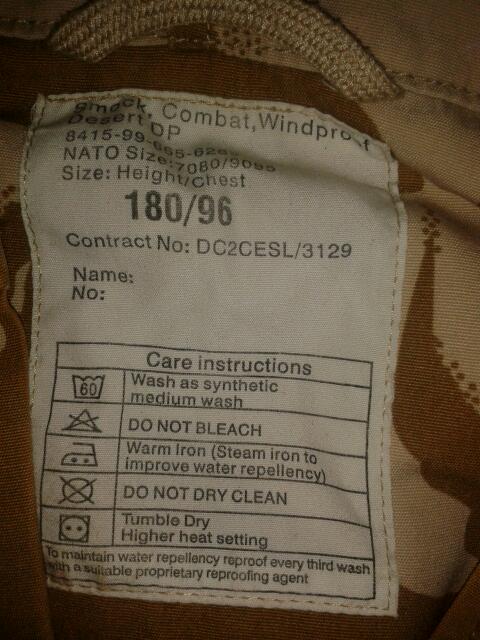 Smock, Combat, Windproof
Desert DP
NATO Size: 7080/9095
Size: Height/Chest
180/96
Contract No: DC2CESL/3129
Name:
No:
Care instructions
60
Wash as synthetic
medium wash
DO NOT BLEACH
Warm Iron (Steam iron to
improve water repellency)
DO NOT DRY CLEAN
Tumble Dry
Higher heat setting
To maintain water repellency reproof every third wash
with a suitable proprietary reproofing agent